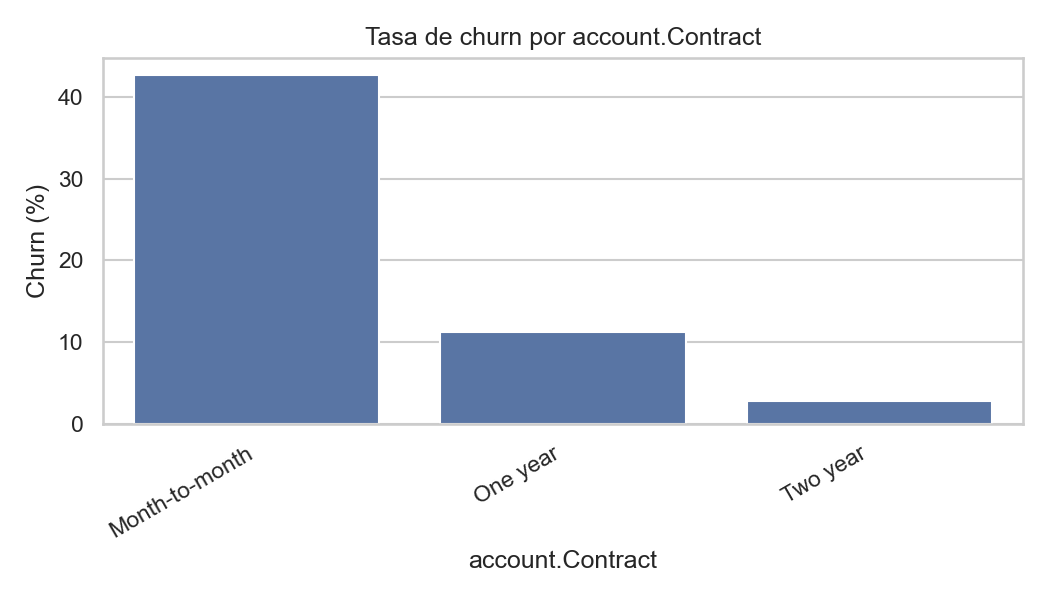 Tasa de churn por account.Contract
Churn (%)
40
30
20
10
0
Month-to-month
One year
Two year
account.Contract